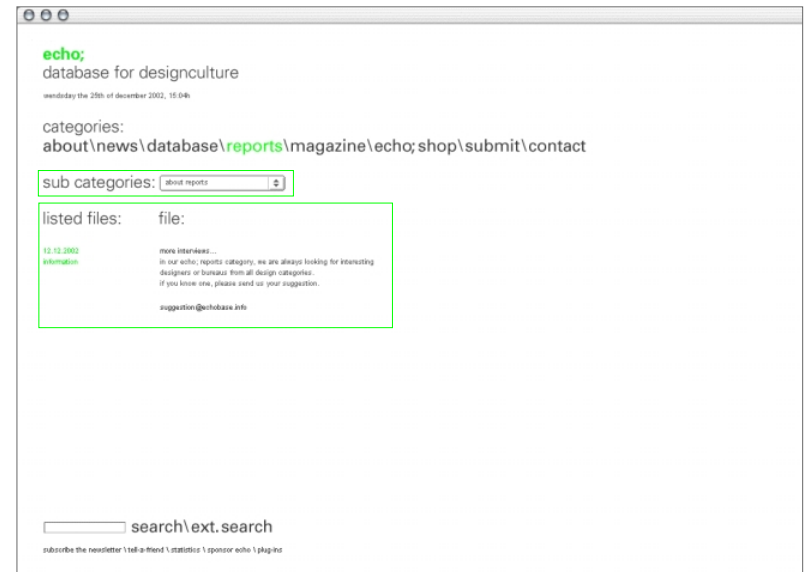 echo;
database for designculture
wendsday the 25th of december 2002, 15:04h
categories:
about\news\database\reports\magazine\echo;shop\submit\contact
sub categories: about reports
listed files: file:
12.12.2002 more interviews...
information in our echo; reports category, we are always looking for interesting
designers or bureaus from all design categories.
if you know one, please send us your suggestion.
suggestion@echobase.info
search\ext.search
subscribe the newsletter \ tell-a-friend \ statistics \ sponsor echo \ plug-ins